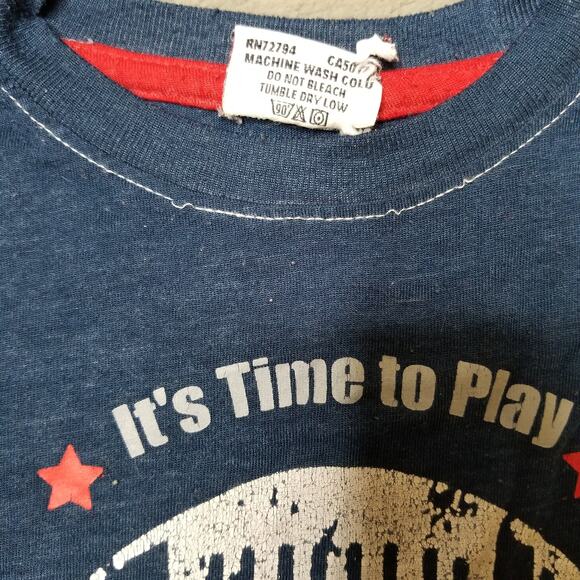 RN72794 CA50
MACHINE WASH COLD
DO NOT BLEACH
TUMBLE DRY LOW
It's Time to Play